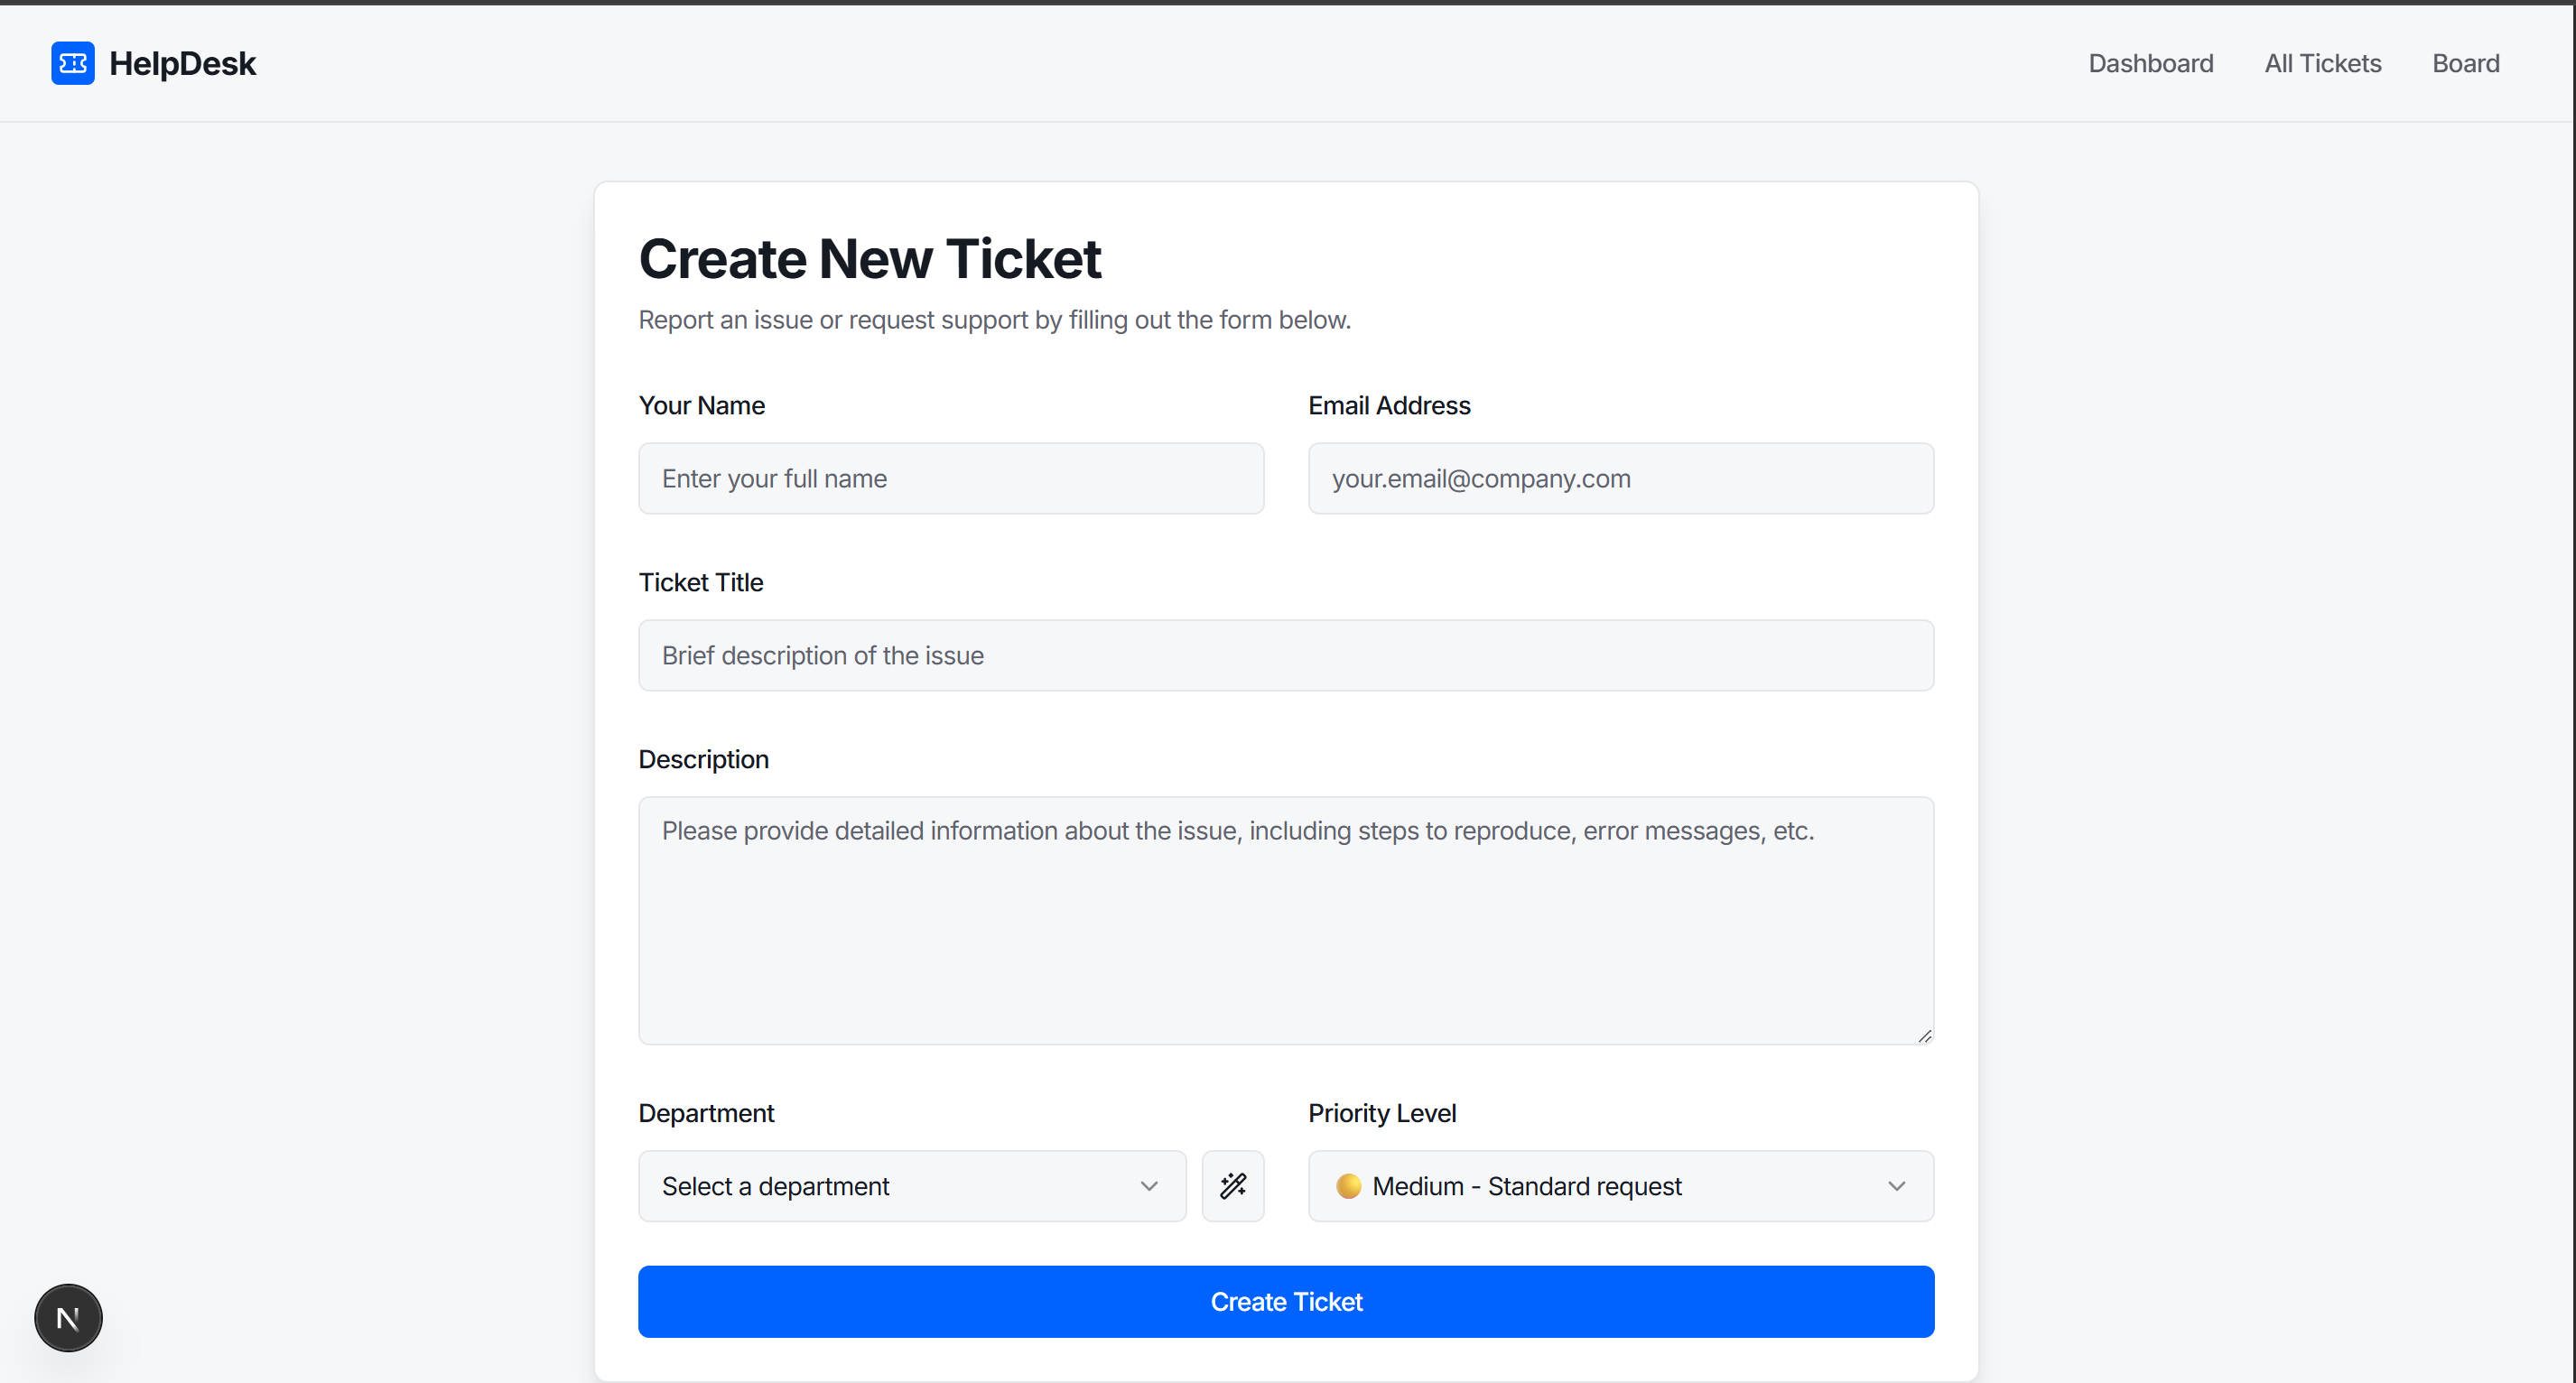 HelpDesk
Dashboard
All Tickets
Board
Create New Ticket
Report an issue or request support by filling out the form below.
Your Name
Email Address
Enter your full name
your.email@company.com
Ticket Title
Brief description of the issue
Description
Please provide detailed information about the issue, including steps to reproduce, error messages, etc.
Department
Priority Level
Select a department
Medium - Standard request
Create Ticket
N